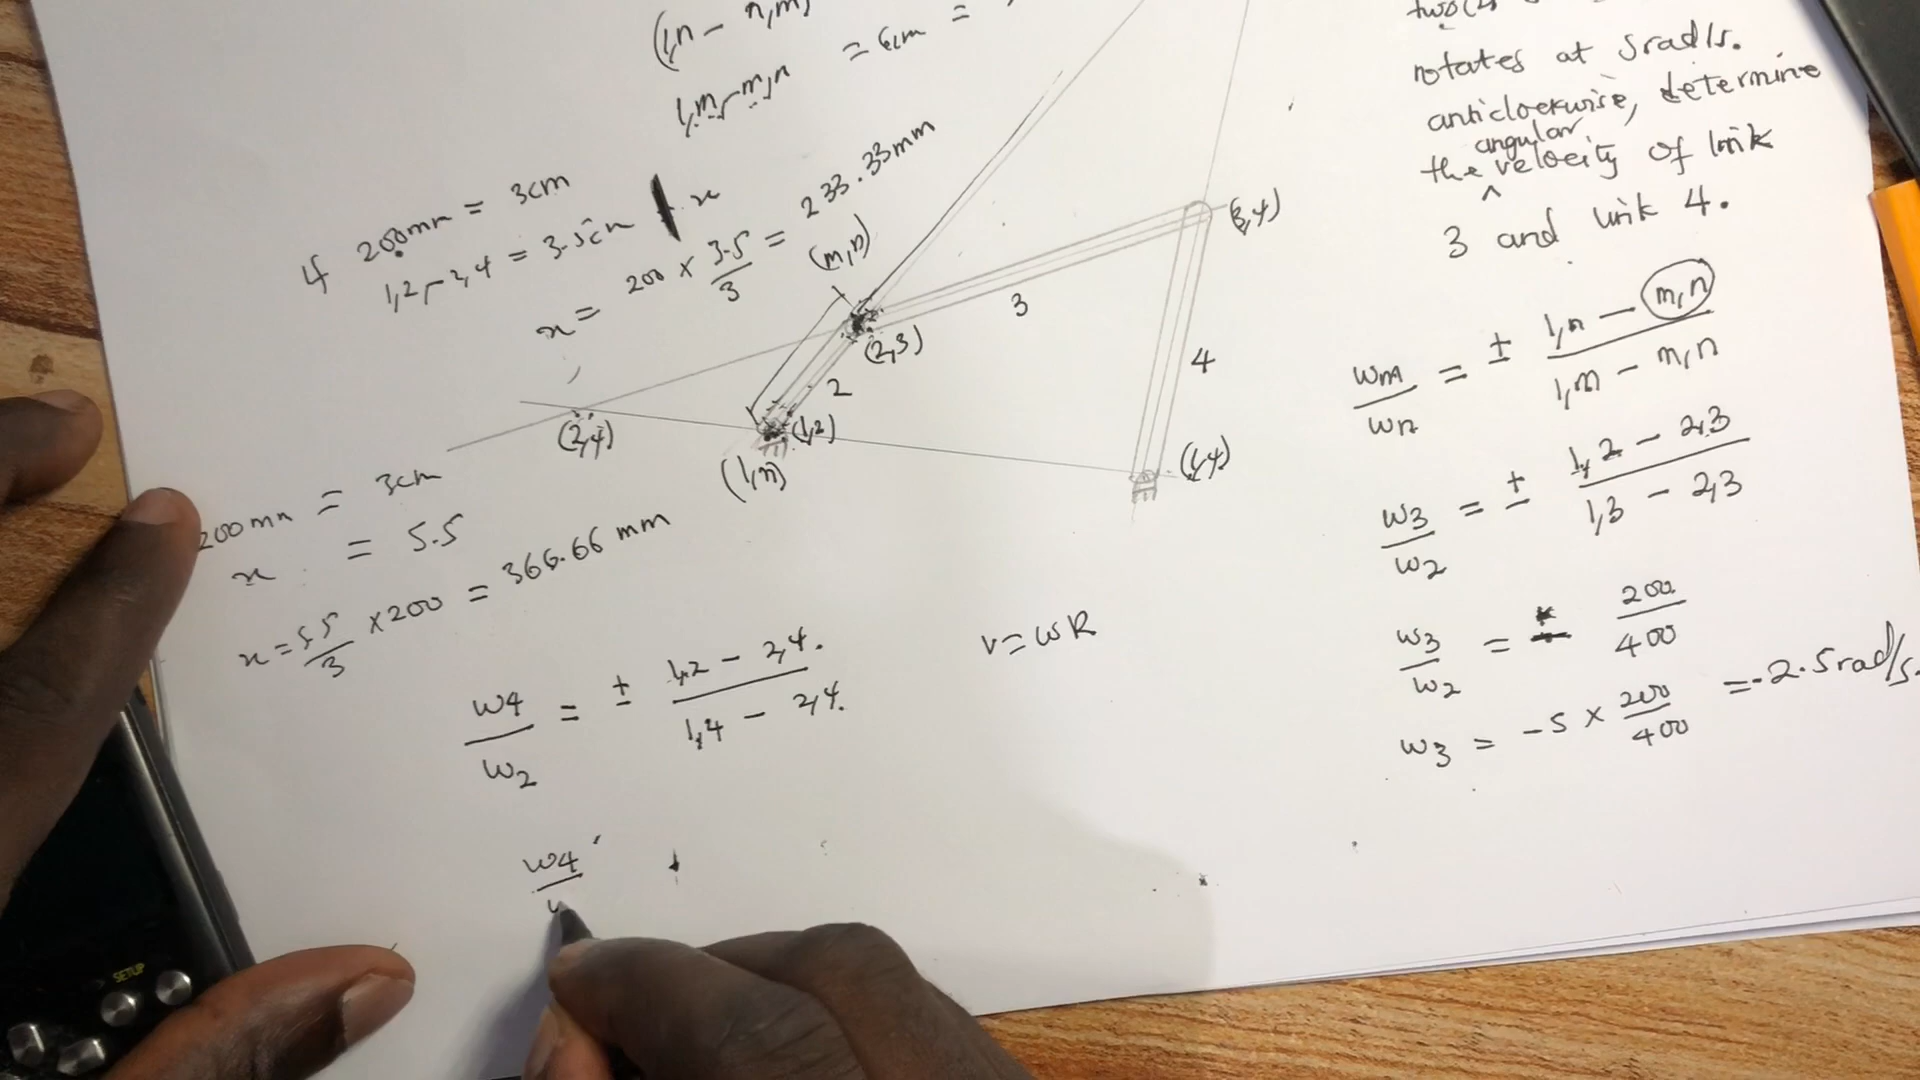 (1,n - n,m)
1,m - m,n = 6cm =
If 200mm = 3cm
1,2 - 2,4 = 3.5cm x
x = 200 x 3.5/3 = 233.33mm
(m,n)
(2,3)
2
(1,2)
(1,n)
(2,4)
3
(3,4)
4
(1,4)
200mm = 3cm
x = 5.5
x = 5.5/3 x 200 = 366.66 mm
w4/w2 = ± 1,2 - 2,4./1,4 - 2,4.
v = wR
w4
rotates at 5rad/s.
anticlockwise, determine
the angular velocity of link
3 and link 4.
wm/wn = ± 1,n - m,n/1,m - m,n
w3/w2 = ± 1,2 - 2,3/1,3 - 2,3
w3/w2 = 200/400
w3 = -5 x 200/400 = -2.5rad/s.
SETUP